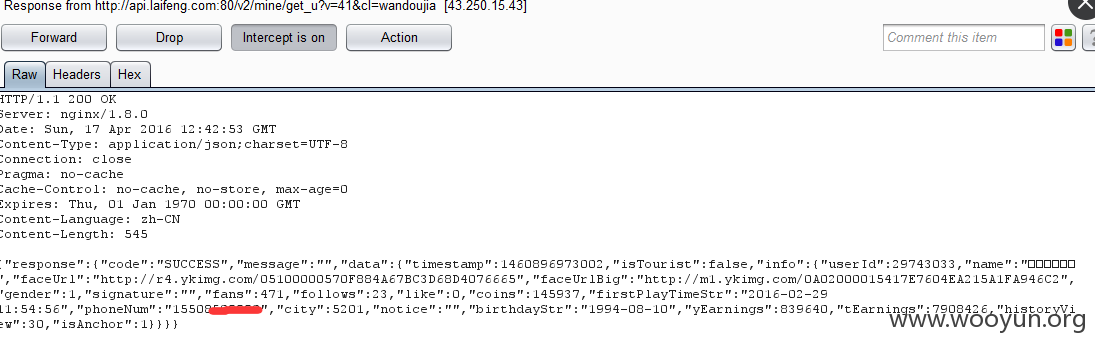 Response from http://api.laifeng.com:80/v2/mine/get_u?v=41&cl=wandoujia [43.250.15.43]
Forward Drop Intercept is on Action Comment this item ?
Raw Headers Hex
HTTP/1.1 200 OK
Server: nginx/1.8.0
Date: Sun, 17 Apr 2016 12:42:53 GMT
Content-Type: application/json;charset=UTF-8
Connection: close
Pragma: no-cache
Cache-Control: no-cache, no-store, max-age=0
Expires: Thu, 01 Jan 1970 00:00:00 GMT
Content-Language: zh-CN
Content-Length: 545
{"response":{"code":"SUCCESS","message":"","data":{"timestamp":1460896973002,"isTourist":false,"info":{"userId":29743033,"name":"□□□□□□
","faceUrl":"http://r4.ykimg.com/05100000570F884A67BC3D68D4076665","faceUrlBig":"http://m1.ykimg.com/0A020000015417E7604EA215A1FA946C2",
"gender":1,"signature":"","fans":471,"follows":23,"like":0,"coins":145937,"firstPlayTimeStr":"2016-02-29
11:54:56","phoneNum":"15508","city":5201,"notice":"","birthdayStr":"1994-08-10","yEarnings":839640,"tEarnings":7908426,"historyVi
ew":30,"isAnchor":1}}}}
www.wooyun.org